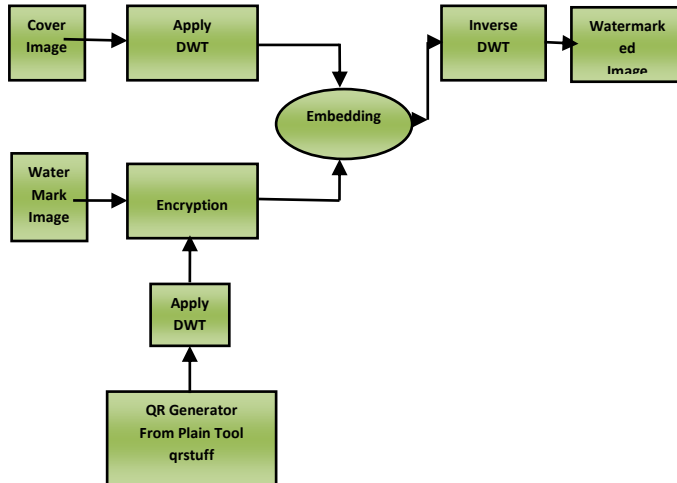 Cover
Image
Apply
DWT
Inverse
DWT
Watermark
ed
Image
Embedding
Water
Mark
Image
Encryption
Apply
DWT
QR Generator
From Plain Tool
qrstuff